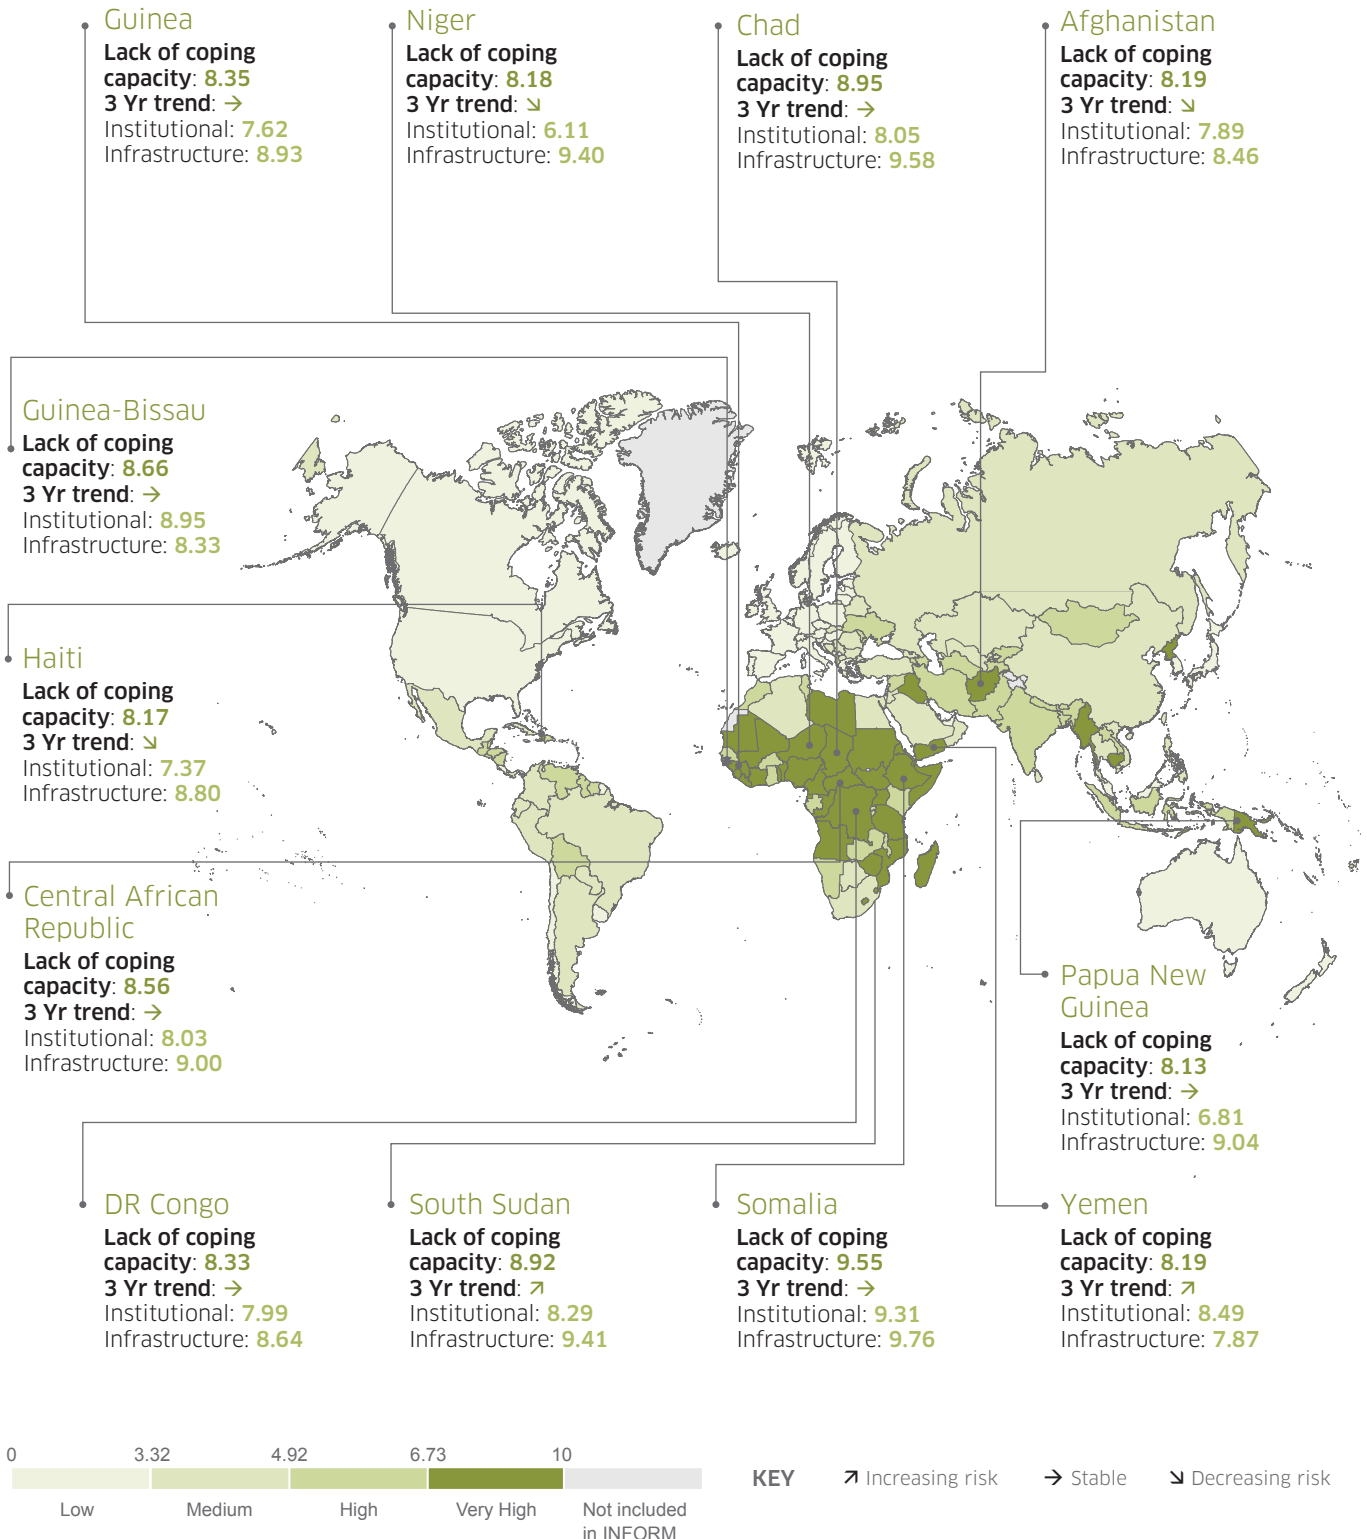 Guinea
Lack of coping
capacity: 8.35
3 Yr trend: →
Institutional: 7.62
Infrastructure: 8.93
Niger
Lack of coping
capacity: 8.18
3 Yr trend: ↘
Institutional: 6.11
Infrastructure: 9.40
Chad
Lack of coping
capacity: 8.95
3 Yr trend: →
Institutional: 8.05
Infrastructure: 9.58
Afghanistan
Lack of coping
capacity: 8.19
3 Yr trend: ↘
Institutional: 7.89
Infrastructure: 8.46
Guinea-Bissau
Lack of coping
capacity: 8.66
3 Yr trend: →
Institutional: 8.95
Infrastructure: 8.33
Haiti
Lack of coping
capacity: 8.17
3 Yr trend: ↘
Institutional: 7.37
Infrastructure: 8.80
Central African
Republic
Lack of coping
capacity: 8.56
3 Yr trend: →
Institutional: 8.03
Infrastructure: 9.00
Papua New
Guinea
Lack of coping
capacity: 8.13
3 Yr trend: →
Institutional: 6.81
Infrastructure: 9.04
DR Congo
Lack of coping
capacity: 8.33
3 Yr trend: →
Institutional: 7.99
Infrastructure: 8.64
South Sudan
Lack of coping
capacity: 8.92
3 Yr trend: ↗
Institutional: 8.29
Infrastructure: 9.41
Somalia
Lack of coping
capacity: 9.55
3 Yr trend: →
Institutional: 9.31
Infrastructure: 9.76
Yemen
Lack of coping
capacity: 8.19
3 Yr trend: ↗
Institutional: 8.49
Infrastructure: 7.87
0 3.32 4.92 6.73 10
Low Medium High Very High Not included
in INFORM
KEY ↗ Increasing risk → Stable ↘ Decreasing risk